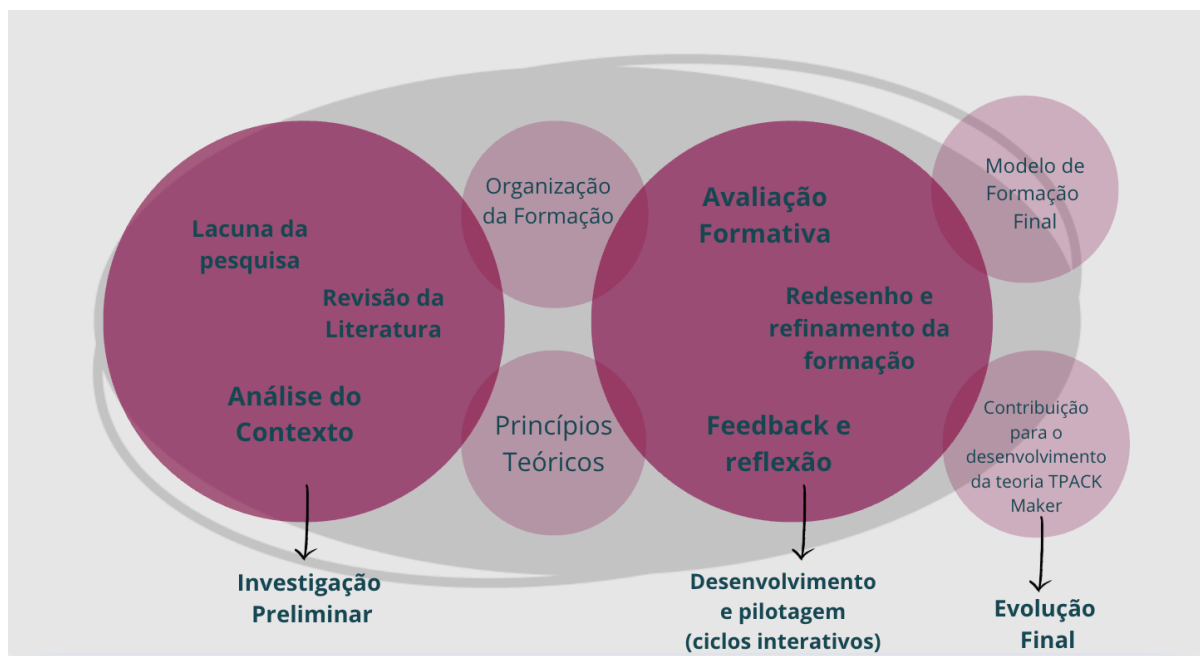 Lacuna da
pesquisa
Revisão da
Literatura
Análise do
Contexto
Investigação
Preliminar
Organização
da Formação
Princípios
Teóricos
Avaliação
Formativa
Redesenho e
refinamento da
formação
Feedback e
reflexão
Desenvolvimento
e pilotagem
(ciclos interativos)
Modelo de
Formação
Final
Contribuição
para o
desenvolvimento
da teoria TPACK
Maker
Evolução
Final